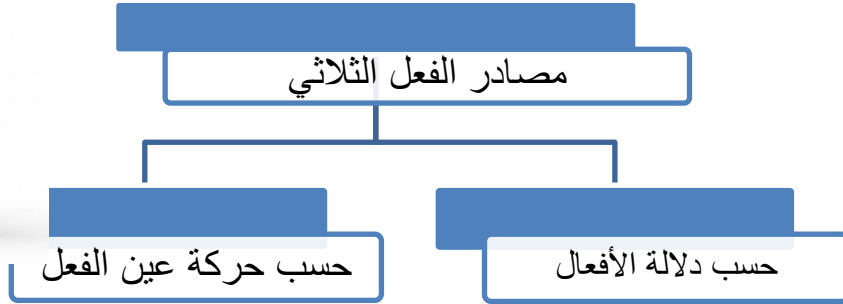 مصادر الفعل الثلاثي
حسب دلالة الأفعال
حسب حركة عين الفعل